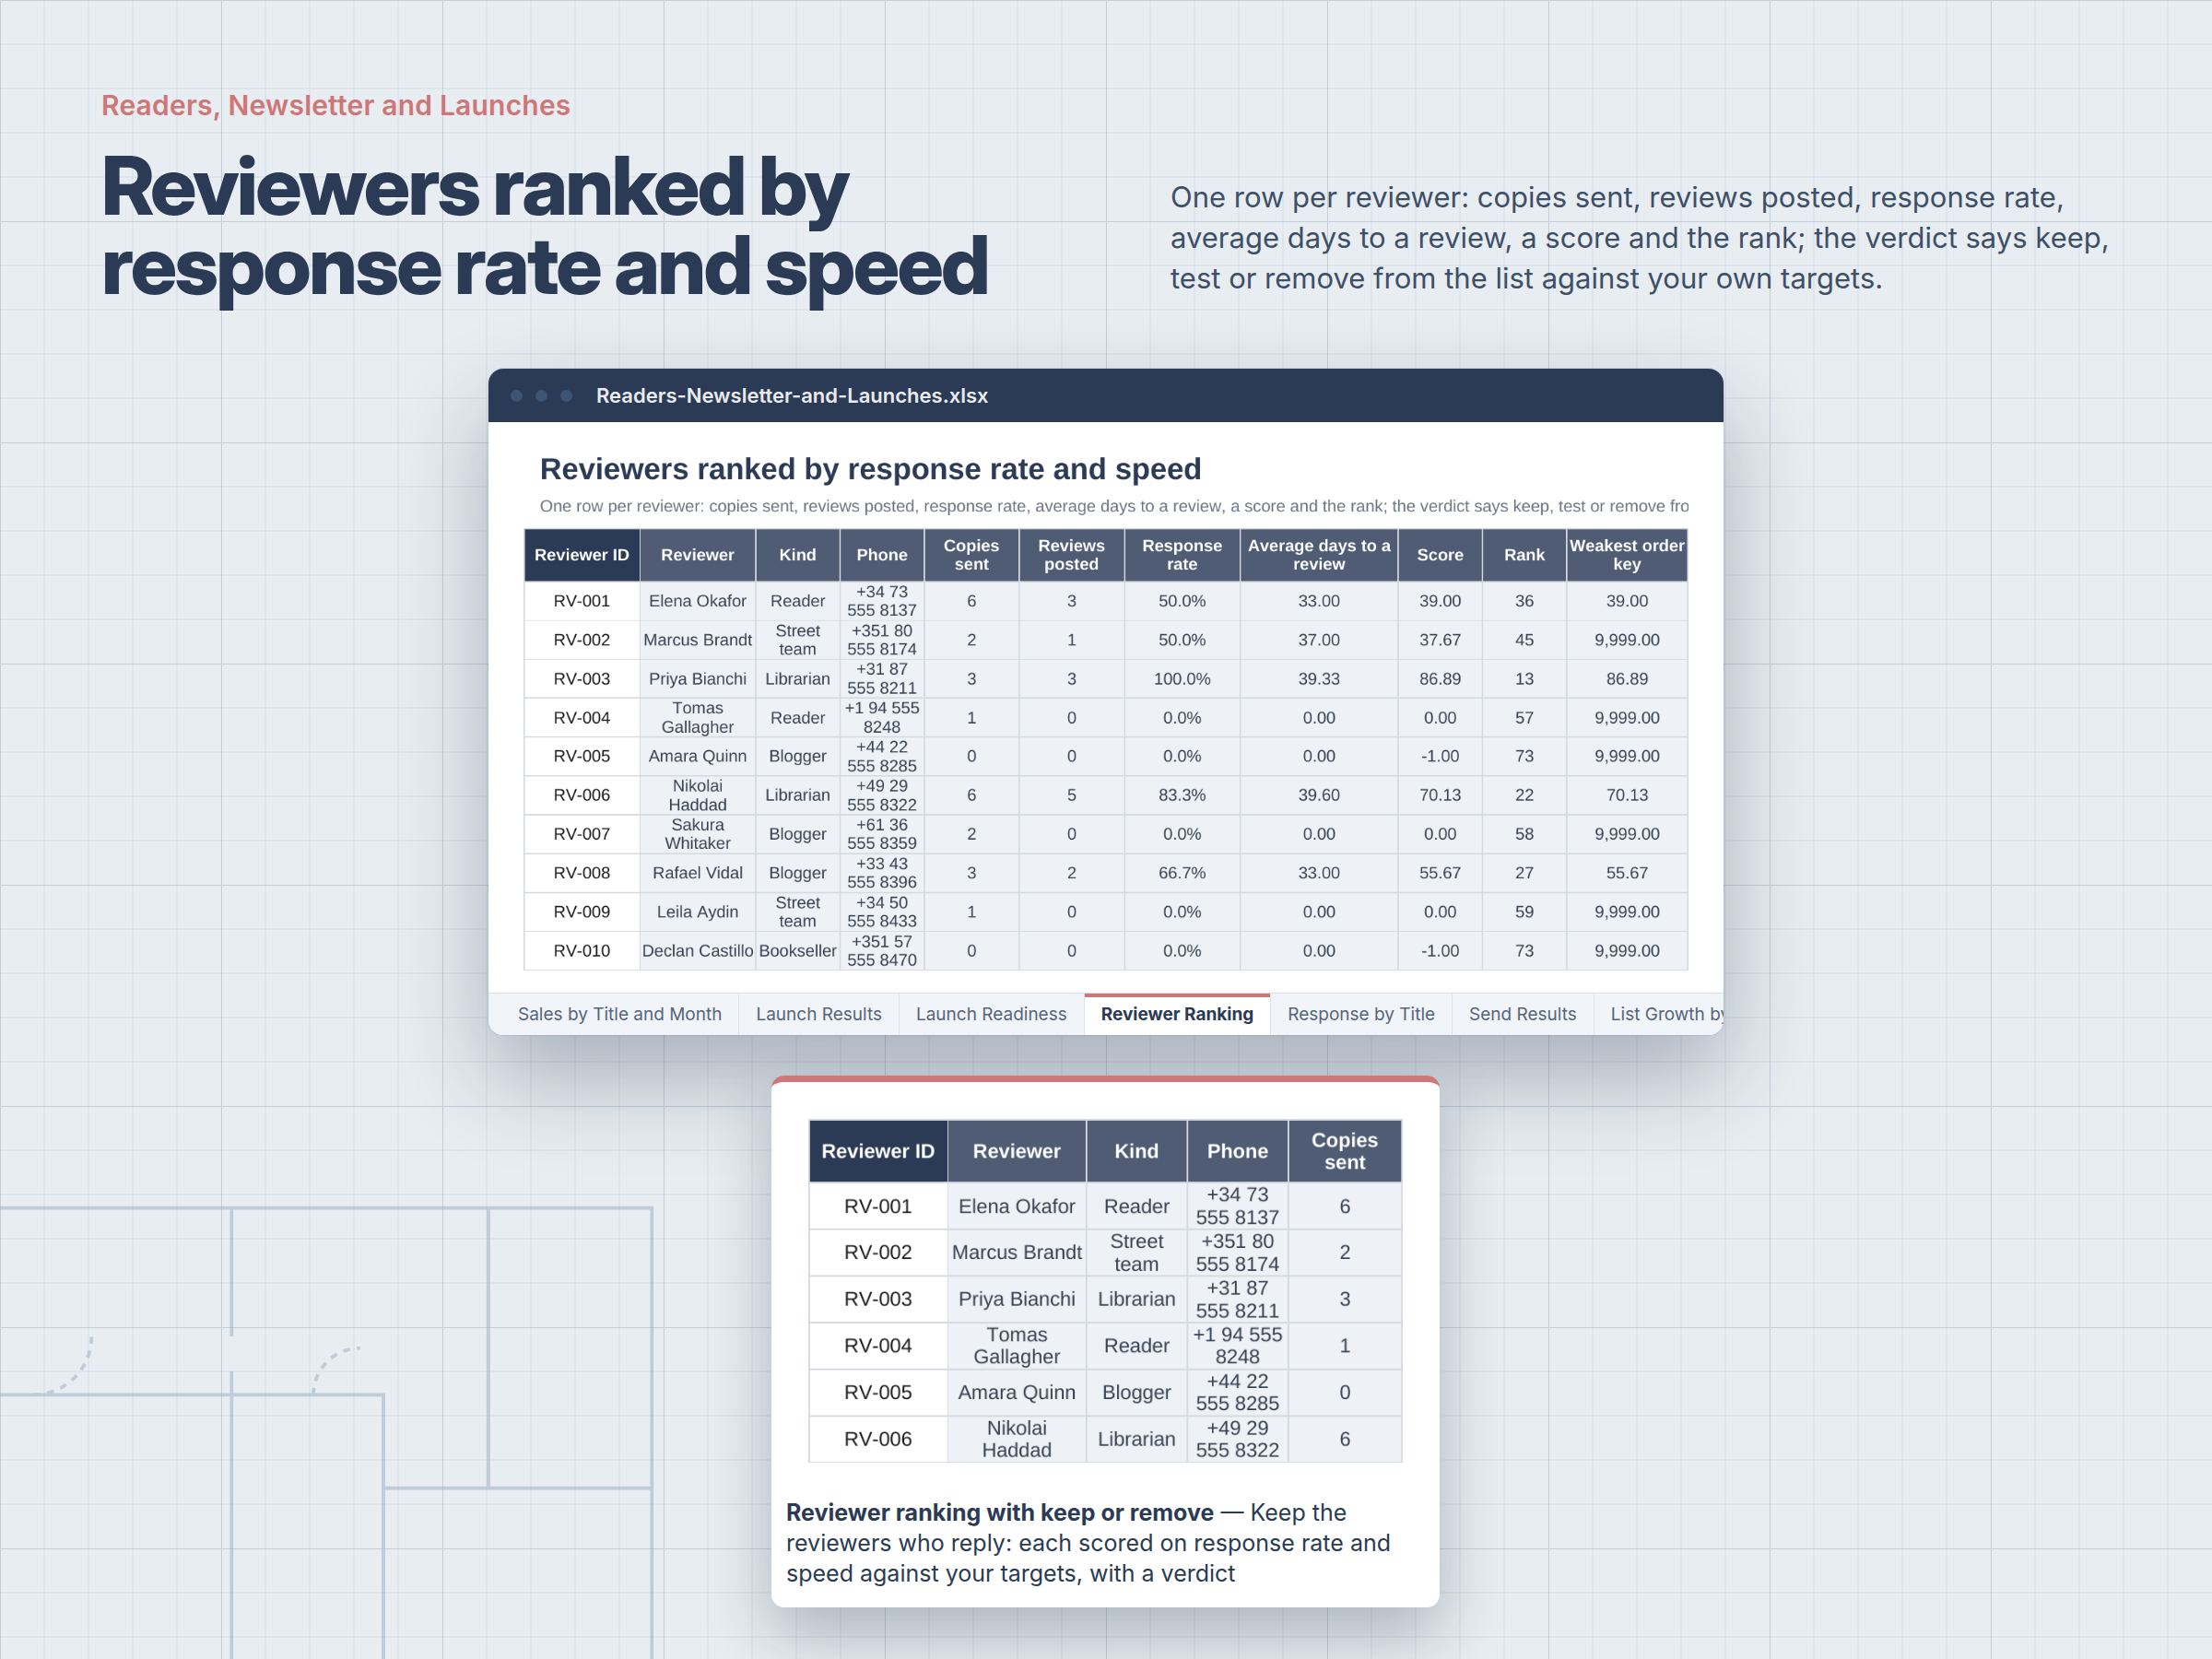 Readers, Newsletter and Launches
Reviewers ranked by
response rate and speed
One row per reviewer: copies sent, reviews posted, response rate,
average days to a review, a score and the rank; the verdict says keep,
test or remove from the list against your own targets.
Readers-Newsletter-and-Launches.xlsx
Reviewers ranked by response rate and speed
One row per reviewer: copies sent, reviews posted, response rate, average days to a review, a score and the rank; the verdict says keep, test or remove fro
Reviewer ID Reviewer Kind Phone Copies sent Reviews posted Response rate Average days to a review Score Rank Weakest order key
RV-001 Elena Okafor Reader +34 73 555 8137 6 3 50.0% 33.00 39.00 36 39.00
RV-002 Marcus Brandt Street team +351 80 555 8174 2 1 50.0% 37.00 37.67 45 9,999.00
RV-003 Priya Bianchi Librarian +31 87 555 8211 3 3 100.0% 39.33 86.89 13 86.89
RV-004 Tomas Gallagher Reader +1 94 555 8248 1 0 0.0% 0.00 0.00 57 9,999.00
RV-005 Amara Quinn Blogger +44 22 555 8285 0 0 0.0% 0.00 -1.00 73 9,999.00
RV-006 Nikolai Haddad Librarian +49 29 555 8322 6 5 83.3% 39.60 70.13 22 70.13
RV-007 Sakura Whitaker Blogger +61 36 555 8359 2 0 0.0% 0.00 0.00 58 9,999.00
RV-008 Rafael Vidal Blogger +33 43 555 8396 3 2 66.7% 33.00 55.67 27 55.67
RV-009 Leila Aydin Street team +34 50 555 8433 1 0 0.0% 0.00 0.00 59 9,999.00
RV-010 Declan Castillo Bookseller +351 57 555 8470 0 0 0.0% 0.00 -1.00 73 9,999.00
Sales by Title and Month Launch Results Launch Readiness Reviewer Ranking Response by Title Send Results List Growth by
Reviewer ID Reviewer Kind Phone Copies sent
RV-001 Elena Okafor Reader +34 73 555 8137 6
RV-002 Marcus Brandt Street team +351 80 555 8174 2
RV-003 Priya Bianchi Librarian +31 87 555 8211 3
RV-004 Tomas Gallagher Reader +1 94 555 8248 1
RV-005 Amara Quinn Blogger +44 22 555 8285 0
RV-006 Nikolai Haddad Librarian +49 29 555 8322 6
Reviewer ranking with keep or remove — Keep the
reviewers who reply: each scored on response rate and
speed against your targets, with a verdict